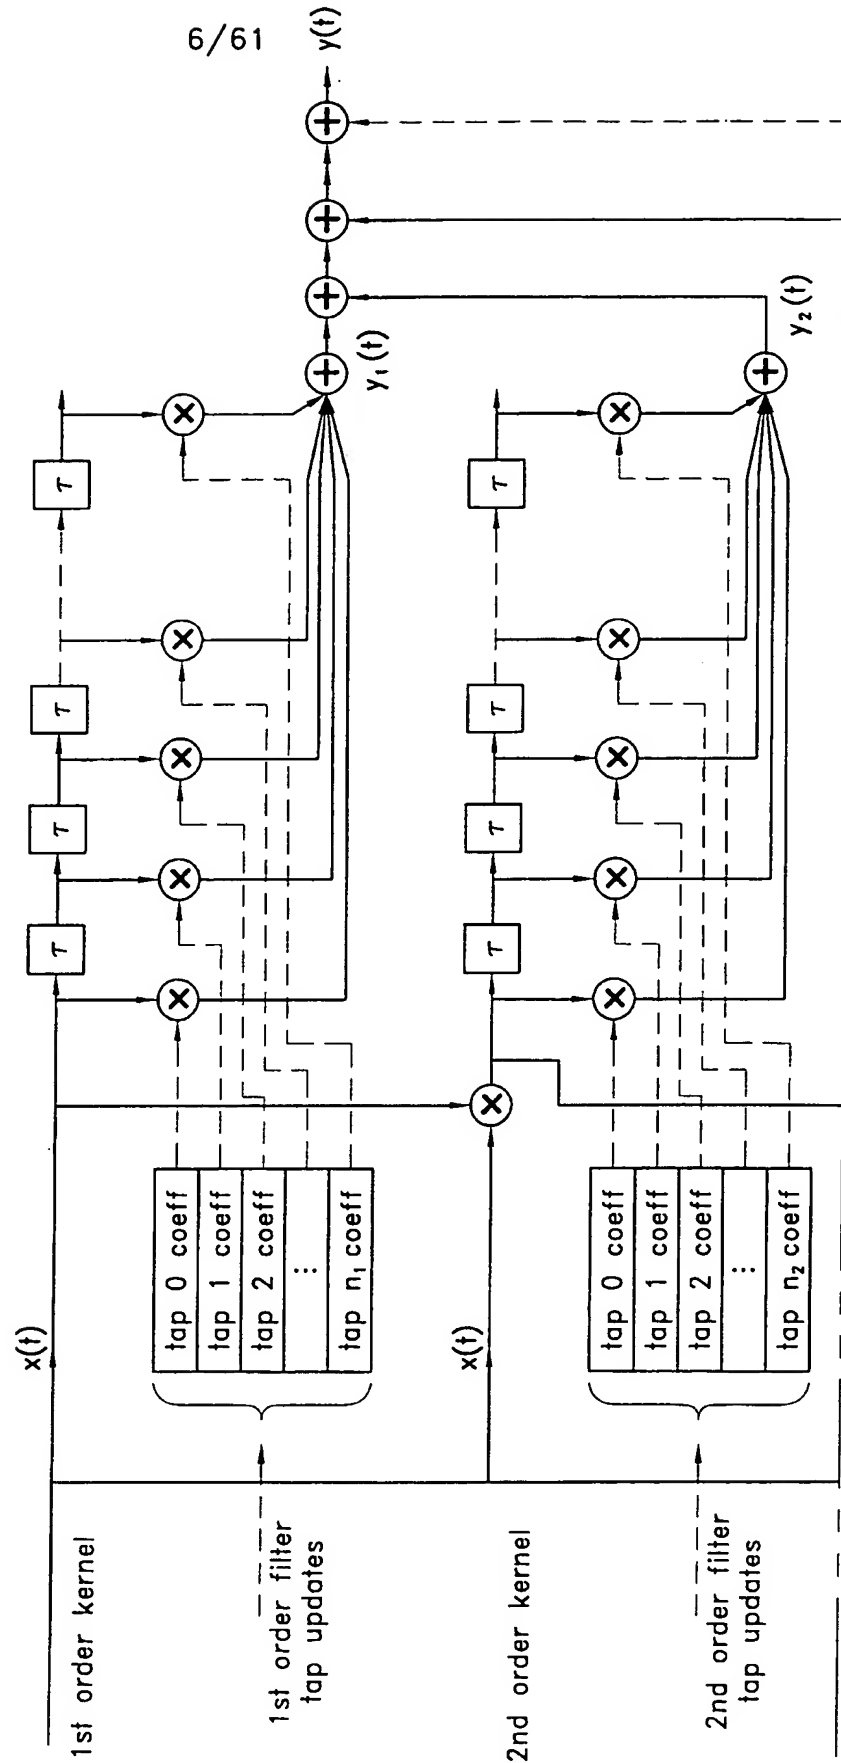 6/61
y(t)
x(t)
1st order kernel
1st order filter
tap updates
tap 0 coeff
tap 1 coeff
tap 2 coeff
⋮
tap n₁ coeff
τ
τ
τ
τ
×
×
×
×
×
+
+
+
+
y₁(t)
x(t)
2nd order kernel
2nd order filter
tap updates
tap 0 coeff
tap 1 coeff
tap 2 coeff
⋮
tap n₂ coeff
×
τ
τ
τ
τ
×
×
×
×
×
+
y₂(t)